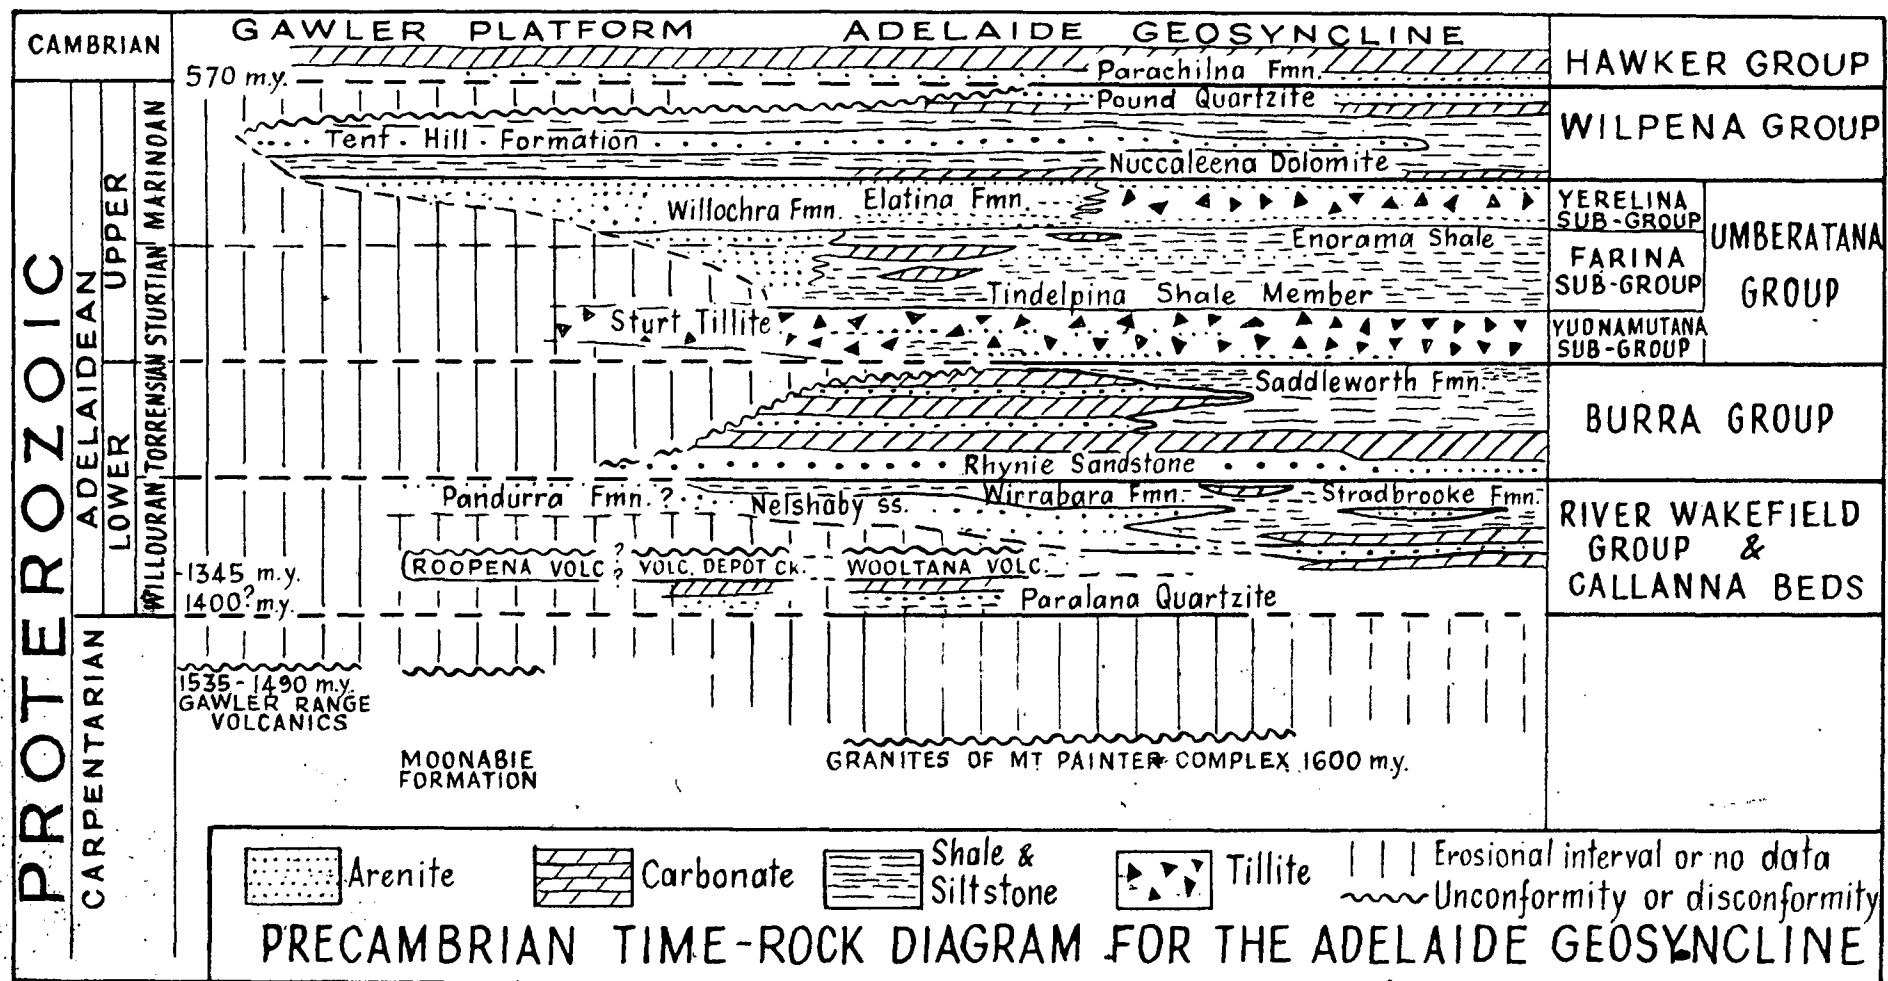 GAWLER PLATFORM ADELAIDE GEOSYNCLINE
CAMBRIAN
HAWKER GROUP
570 m.y.
Parachilna Fmn.
Pound Quartzite
WILPENA GROUP
Tent Hill Formation
Nuccaleena Dolomite
Willochra Fmn.
Elatina Fmn.
YERELINA
SUB-GROUP
UMBERATANA
GROUP
Enorama Shale
FARINA
SUB-GROUP
Tindelpina Shale Member
Sturt Tillite
YUDNAMUTANA
SUB-GROUP
Saddleworth Fmn.
BURRA GROUP
Rhynie Sandstone
Pandurra Fmn. ?
Nelshaby ss.
Wirrabara Fmn.
Stradbrooke Fmn.
RIVER WAKEFIELD
GROUP &
CALLANNA BEDS
ROOPENA VOLC
?
?
VOLC. DEPOT CK.
WOOLTANA VOLC.
1345 m.y.
1400? m.y.
Paralana Quartzite
1535-1490 m.y.
GAWLER RANGE
VOLCANICS
MOONABIE
FORMATION
GRANITES OF MT PAINTER COMPLEX 1600 m.y.
PROTEROZOIC
ADELAIDEAN
CARPENTARIAN
UPPER
LOWER
MARINOAN
STURTIAN
TORRENSIAN
WILLOURAN
Arenite
Carbonate
Shale &
Siltstone
Tillite
Erosional interval or no data
Unconformity or disconformity
PRECAMBRIAN TIME-ROCK DIAGRAM FOR THE ADELAIDE GEOSYNCLINE